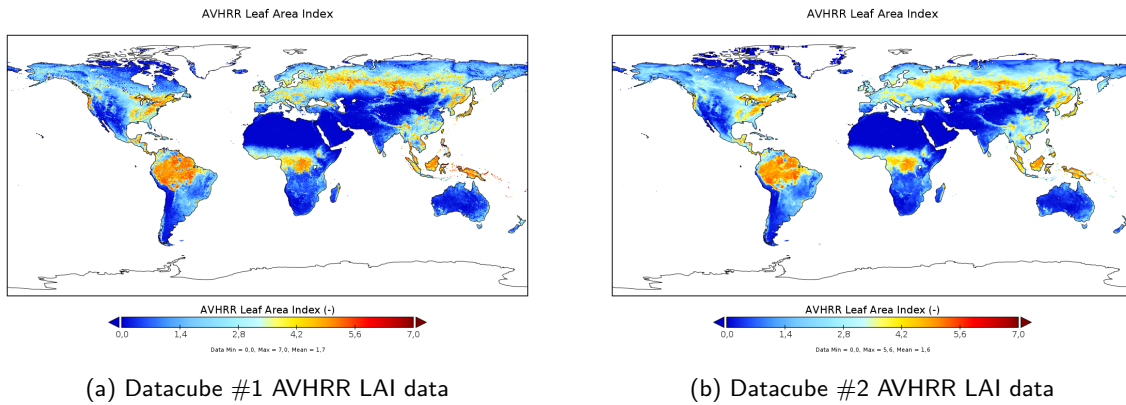 AVHRR Leaf Area Index
AVHRR Leaf Area Index (-)
0,0 1,4 2,8 4,2 5,6 7,0
Data Min = 0,0, Max = 7,0, Mean = 1,7
(a) Datacube #1 AVHRR LAI data
AVHRR Leaf Area Index
AVHRR Leaf Area Index (-)
0,0 1,4 2,8 4,2 5,6 7,0
Data Min = 0,0, Max = 5,6, Mean = 1,6
(b) Datacube #2 AVHRR LAI data